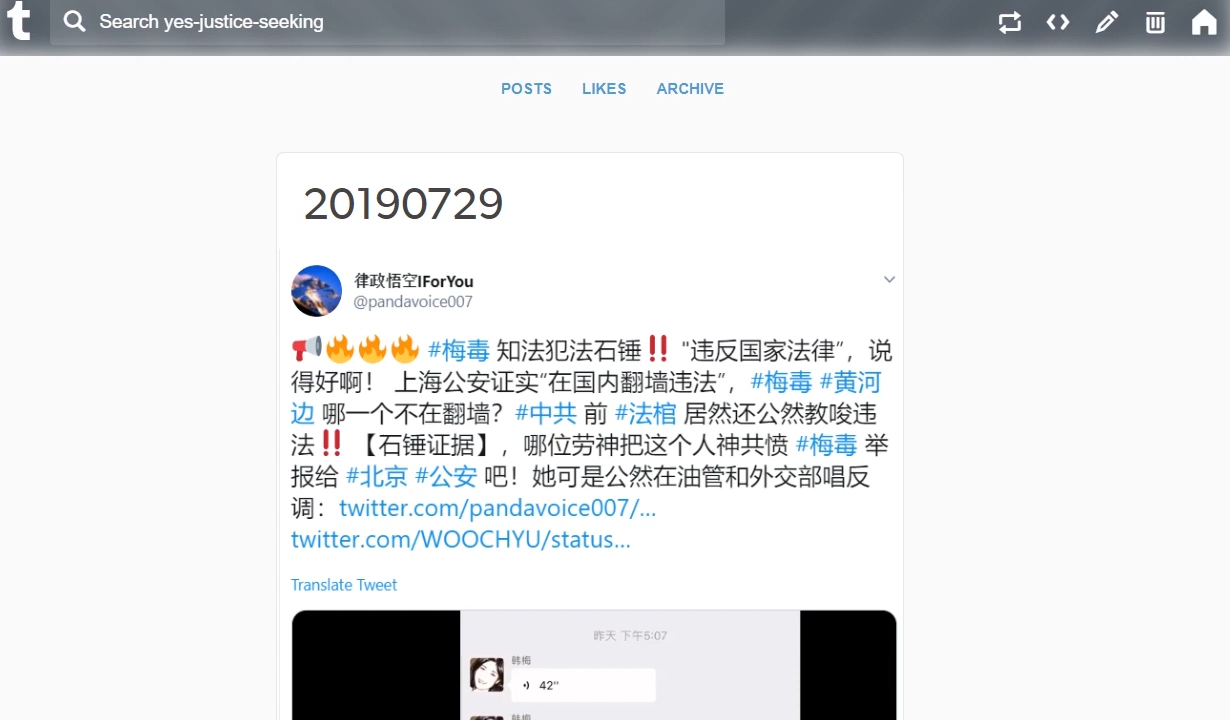 t
Search yes-justice-seeking
POSTS LIKES ARCHIVE
20190729
律政悟空IForYou
@pandavoice007
#梅毒 知法犯法石锤‼ "违反国家法律”，说
得好啊！ 上海公安证实“在国内翻墙违法”，#梅毒 #黄河
边 哪一个不在翻墙？#中共 前 #法棺 居然还公然教唆违
法‼ 【石锤证据】，哪位劳神把这个人神共愤 #梅毒 举
报给 #北京 #公安 吧！她可是公然在油管和外交部唱反
调：twitter.com/pandavoice007/…
twitter.com/WOOCHYU/status…
Translate Tweet
昨天 下午5:07
韩梅
42"
韩梅